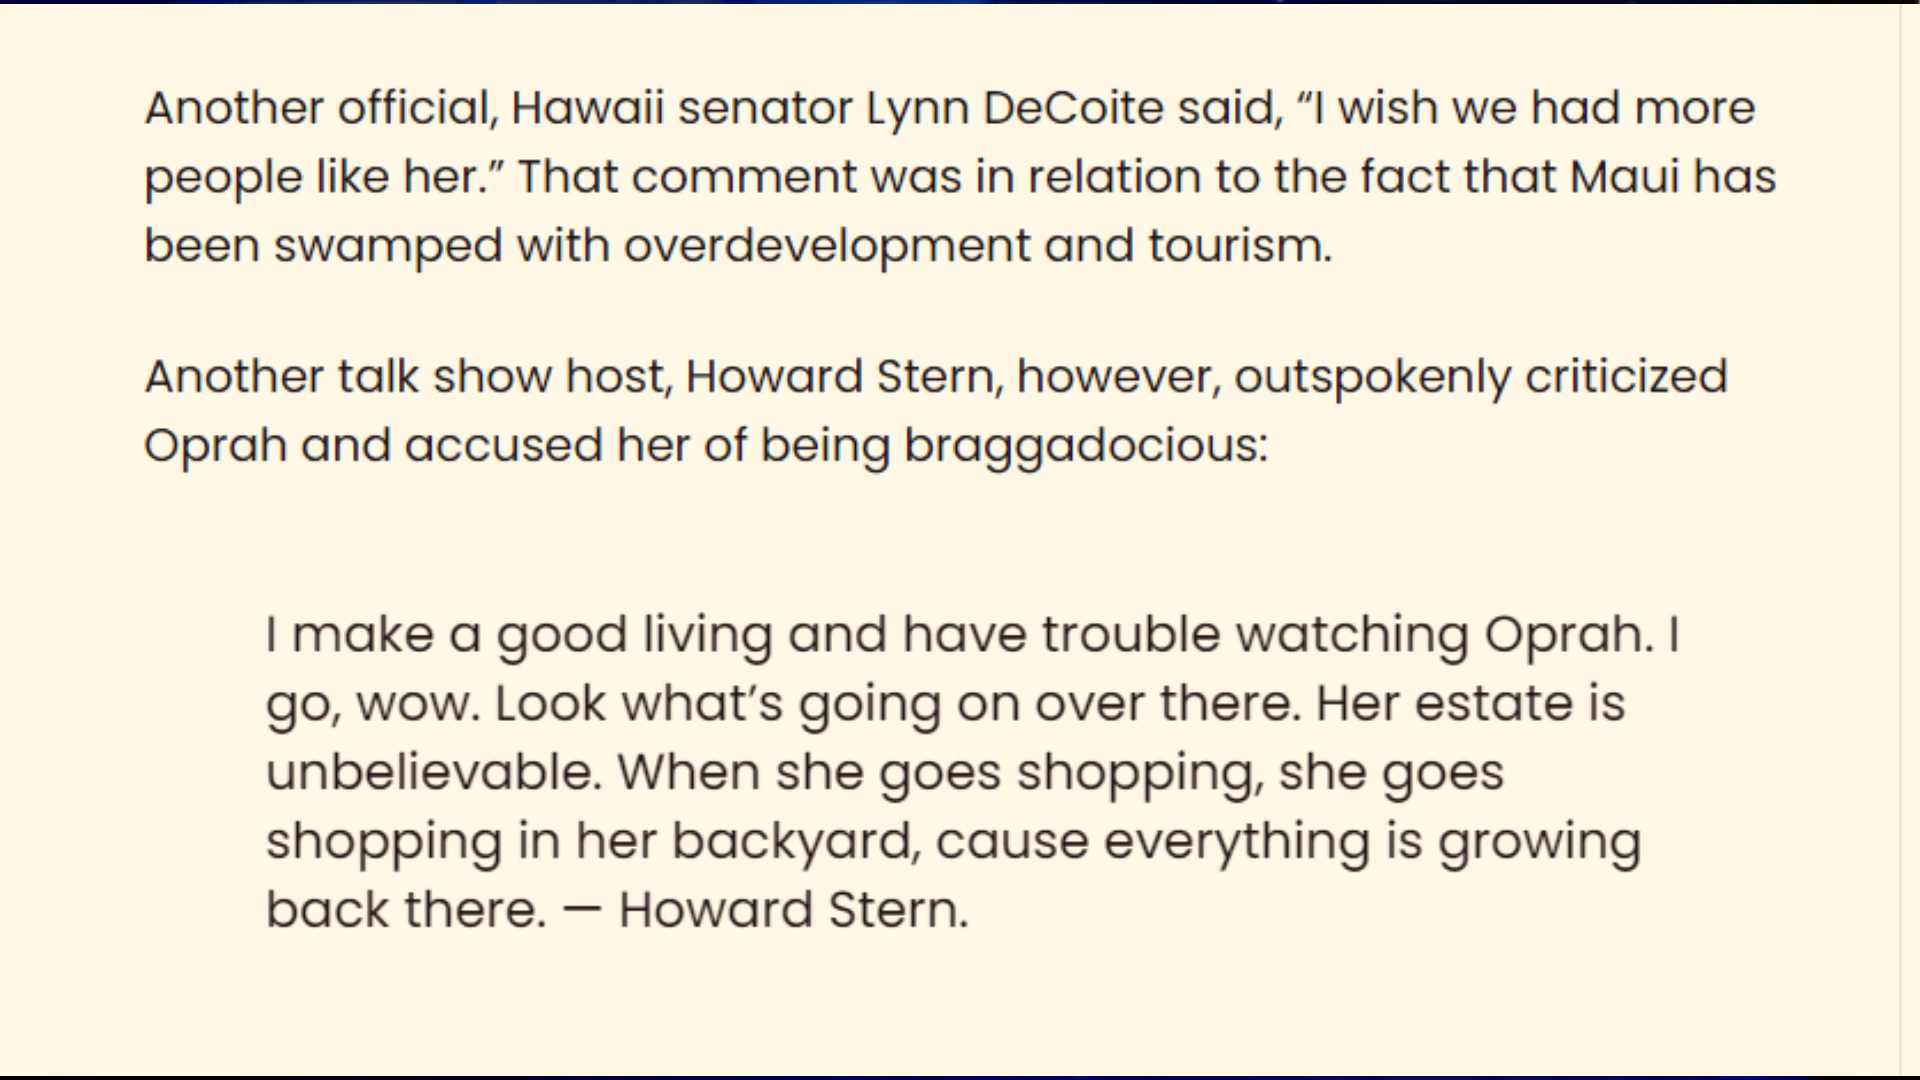 Another official, Hawaii senator Lynn DeCoite said, “I wish we had more
people like her.” That comment was in relation to the fact that Maui has
been swamped with overdevelopment and tourism.
Another talk show host, Howard Stern, however, outspokenly criticized
Oprah and accused her of being braggadocious:
I make a good living and have trouble watching Oprah. I
go, wow. Look what’s going on over there. Her estate is
unbelievable. When she goes shopping, she goes
shopping in her backyard, cause everything is growing
back there. — Howard Stern.